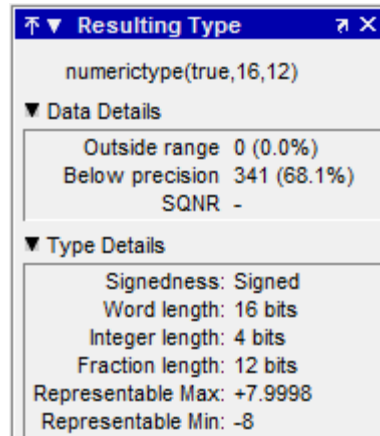 Resulting Type
numerictype(true,16,12)
Data Details
Outside range 0 (0.0%)
Below precision 341 (68.1%)
SQNR -
Type Details
Signedness: Signed
Word length: 16 bits
Integer length: 4 bits
Fraction length: 12 bits
Representable Max: +7.9998
Representable Min: -8